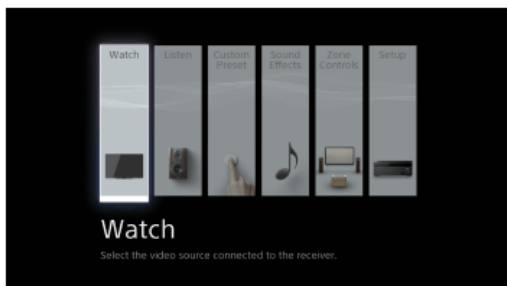 Watch
Listen
Custom
Preset
Sound
Effects
Zone
Controls
Setup
Watch
Select the video source connected to the receiver.